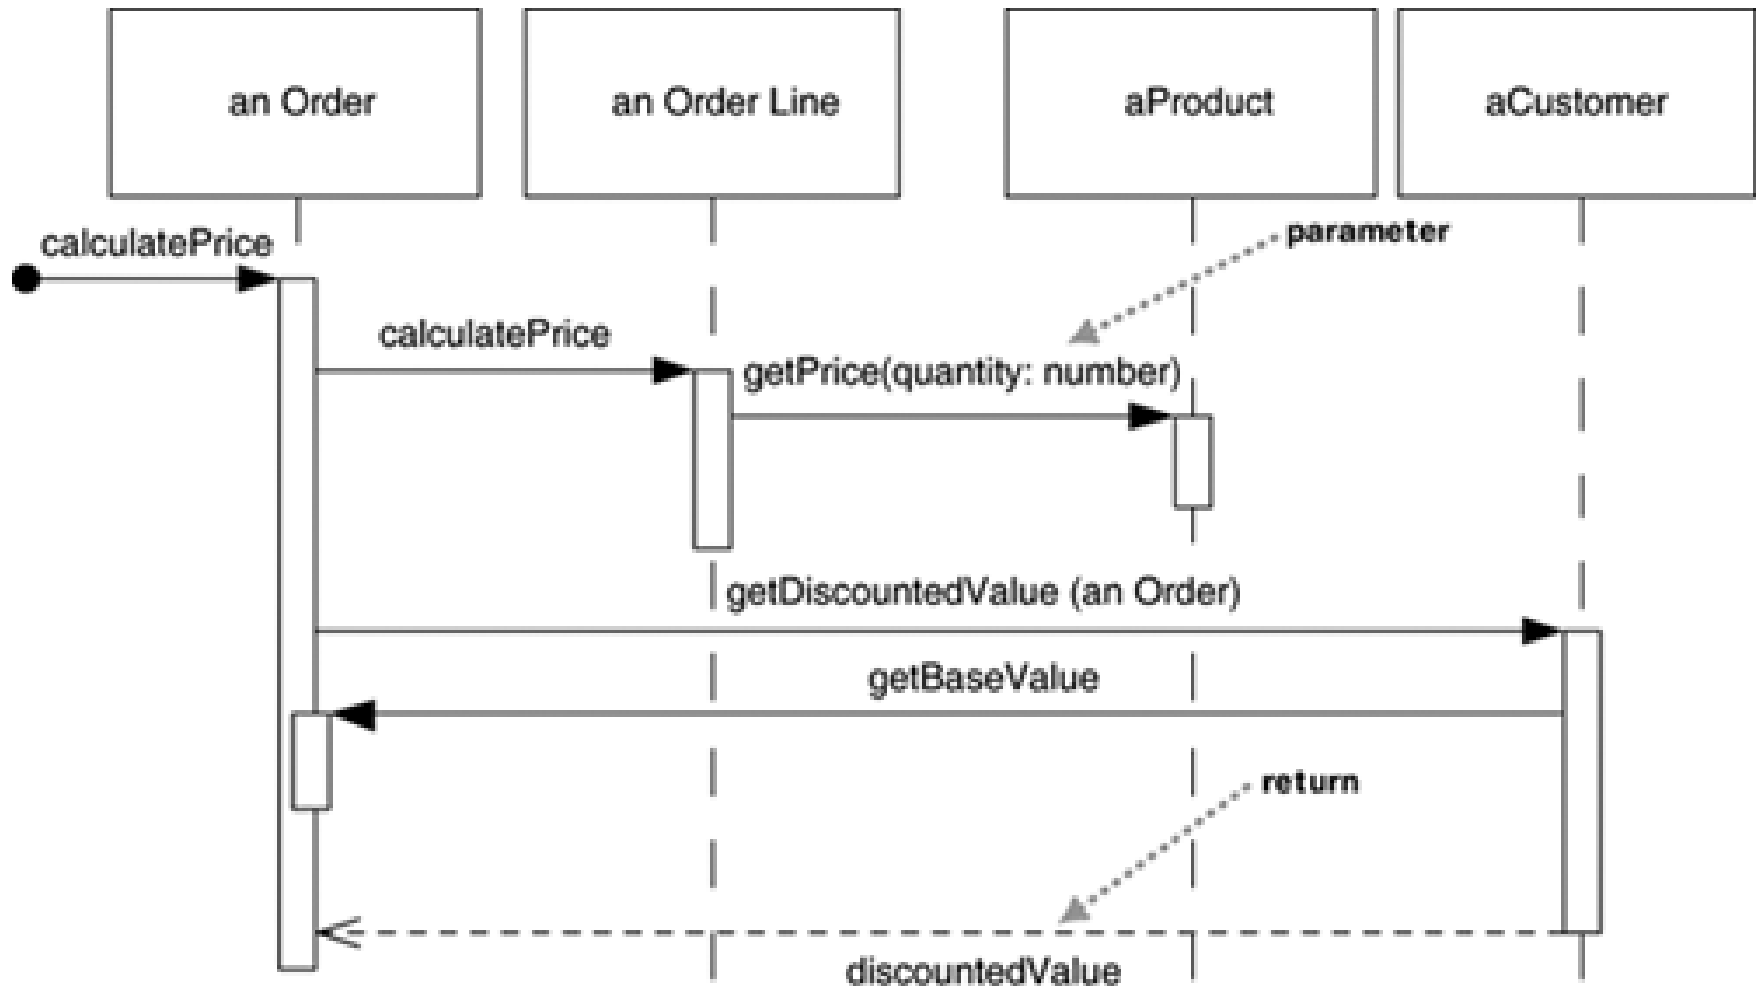 an Order
an Order Line
aProduct
aCustomer
calculatePrice
parameter
calculatePrice
getPrice(quantity: number)
getDiscountedValue (an Order)
getBaseValue
return
discountedValue